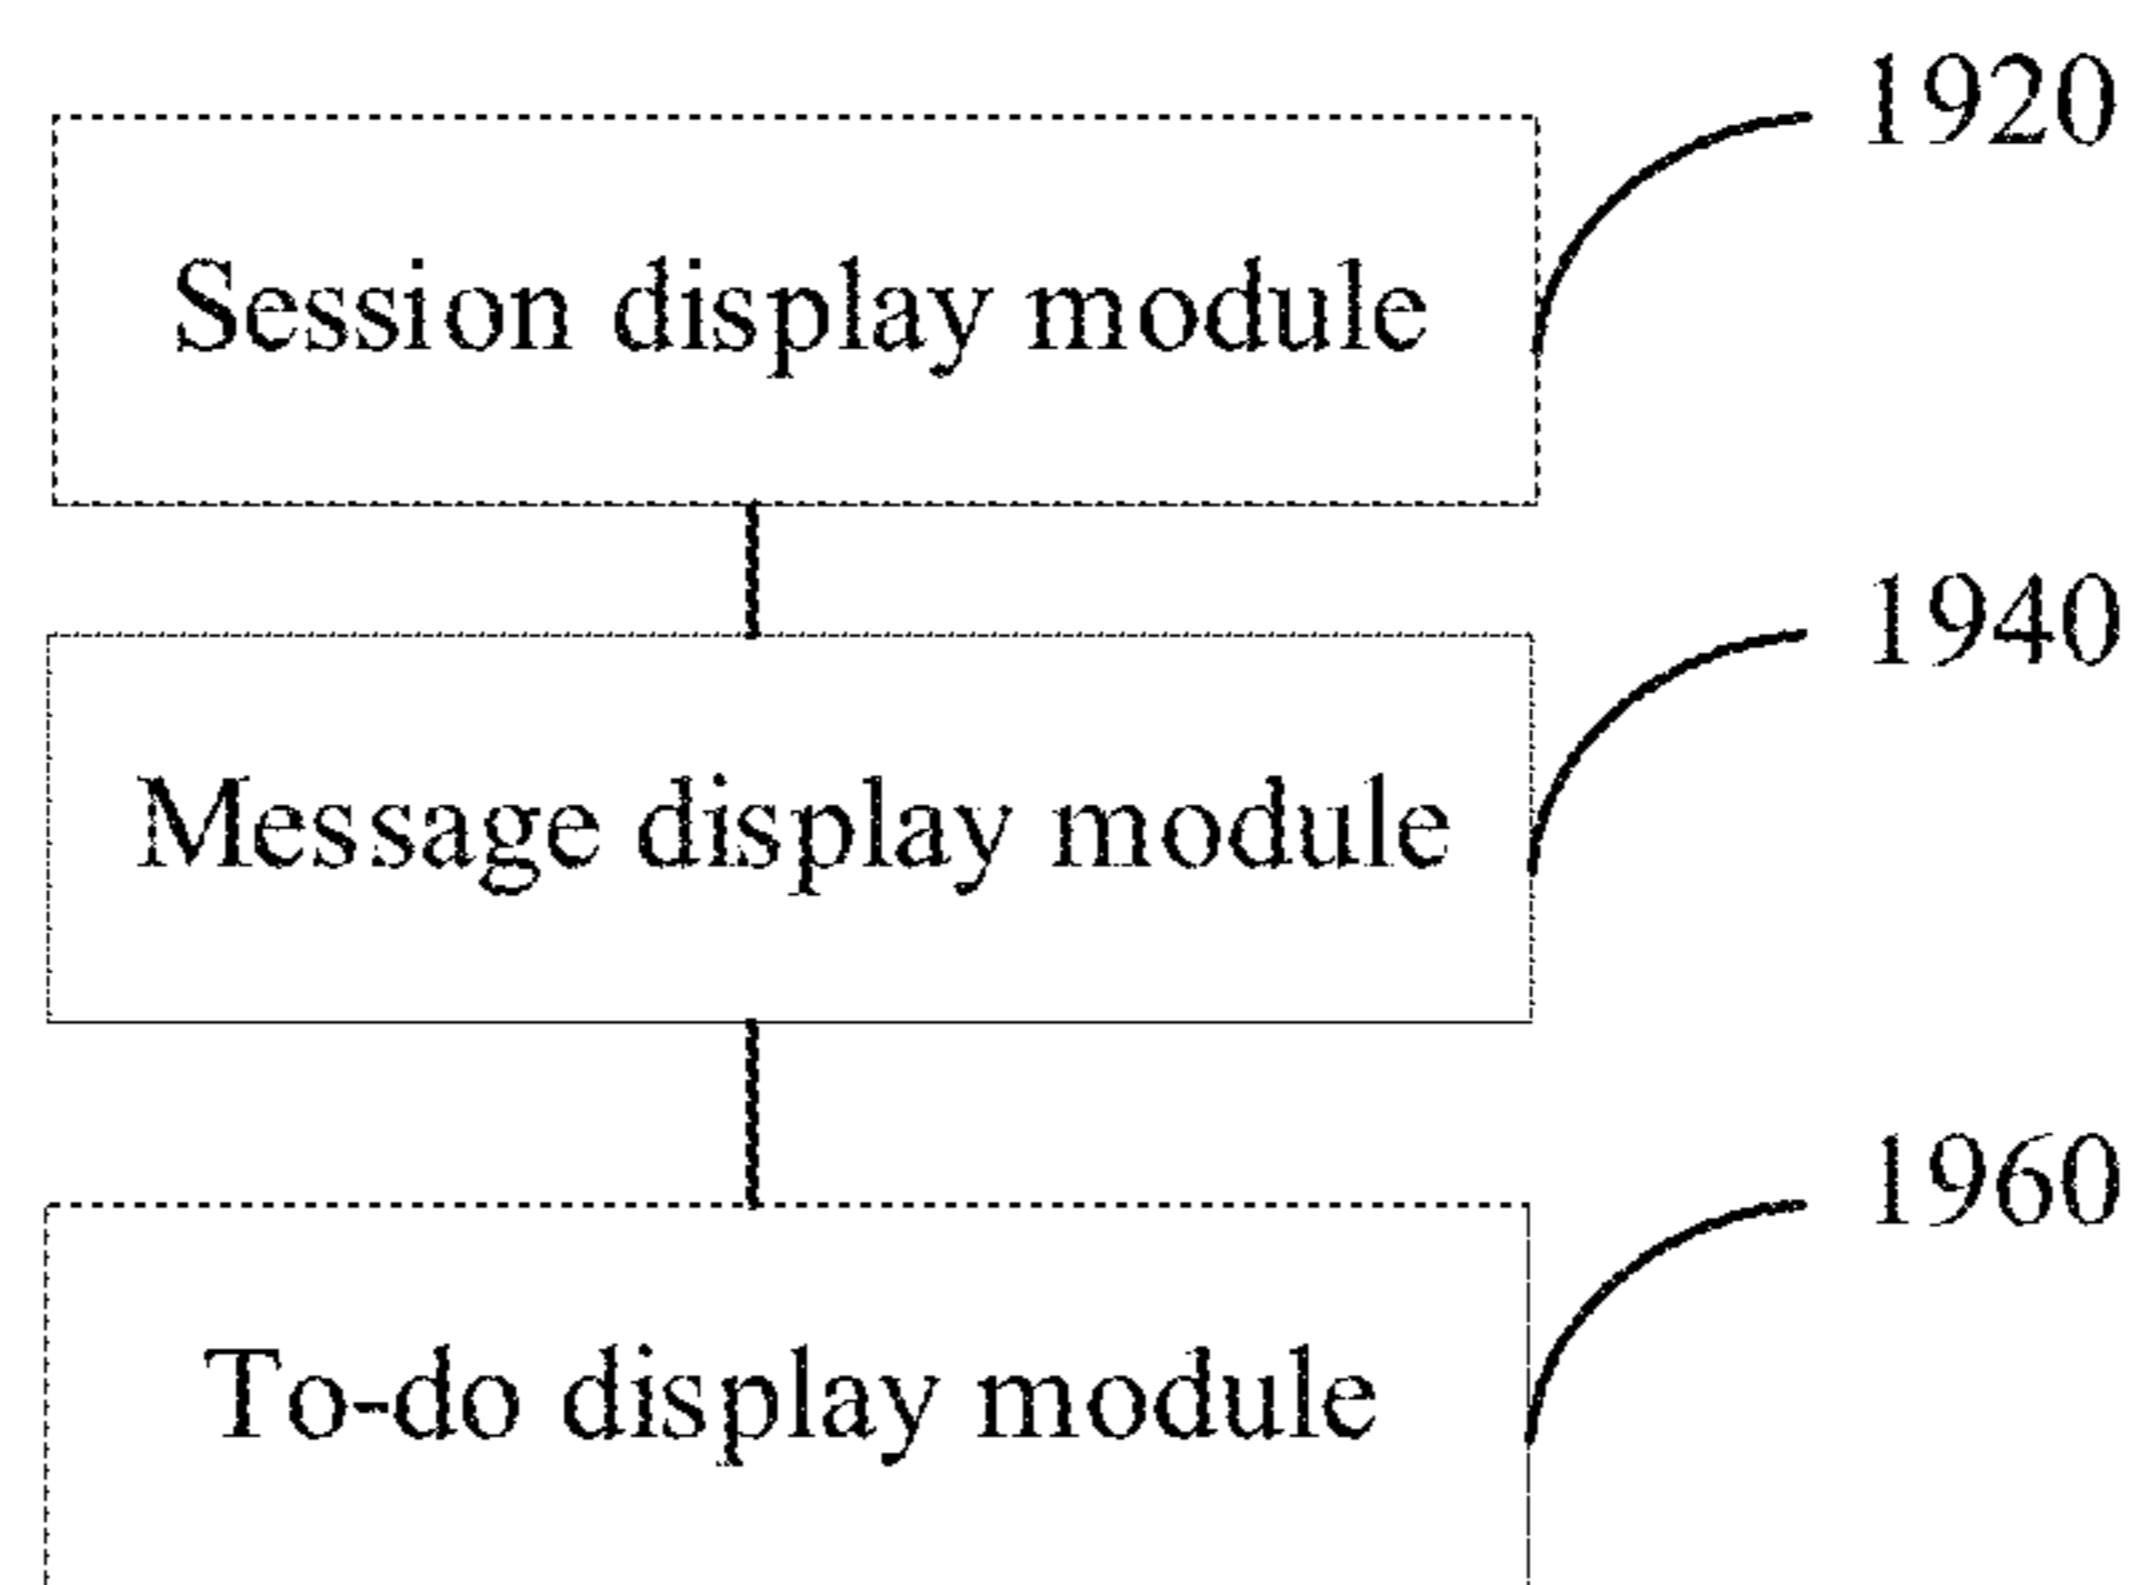 1920
Session display module
1940
Message display module
1960
To-do display module